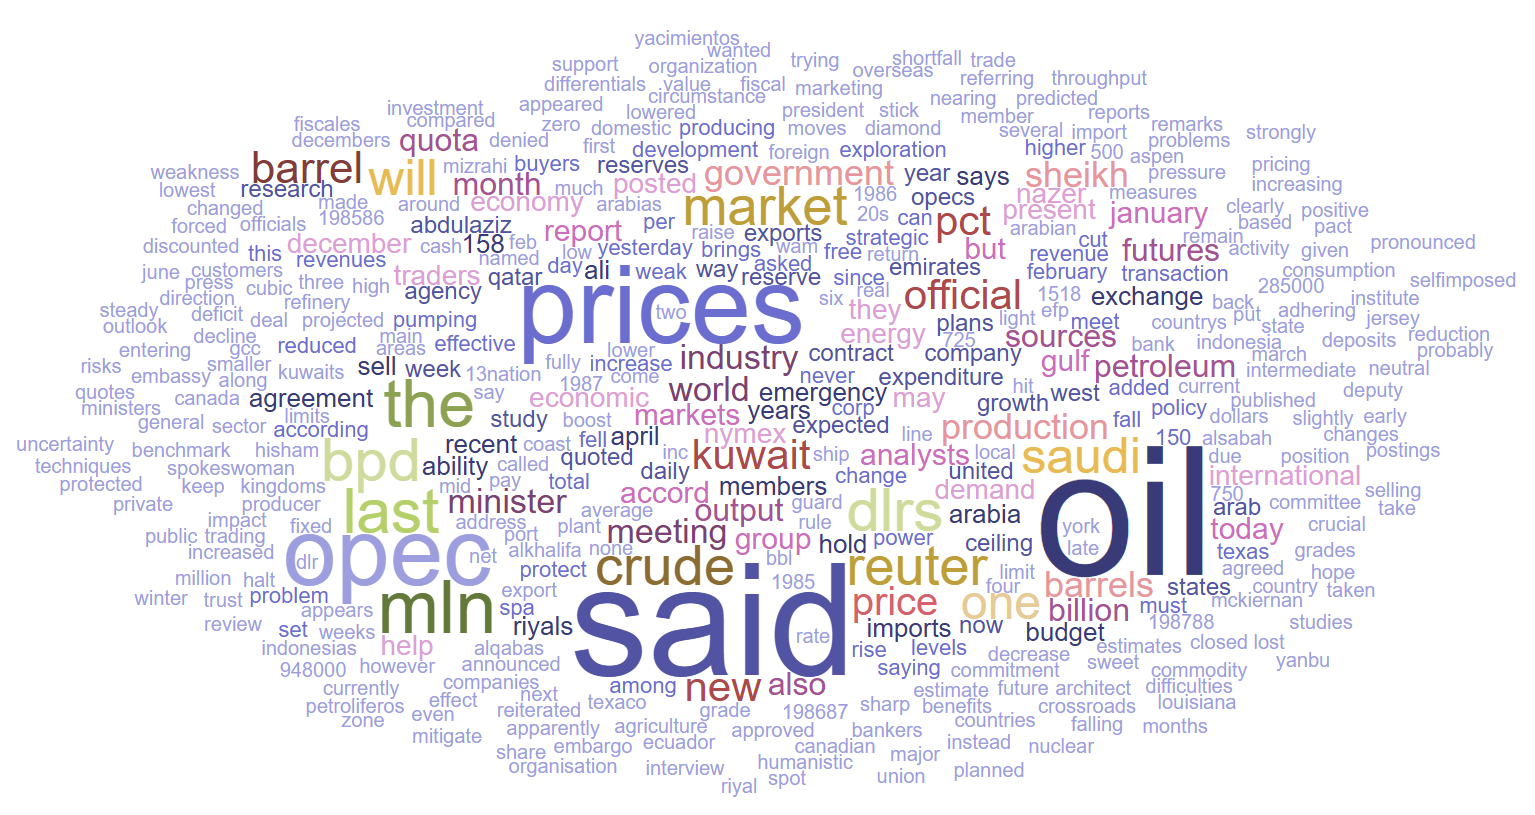 yacimientos
wanted
support organization trying shortfall trade
overseas
differentials value fiscal marketing referring throughput
circumstance
investment appeared lowered president stick nearing predicted
member reports
fiscales compared zero domestic producing moves diamond several import remarks strongly
decembers quota denied first development foreign exploration higher 500 problems
weakness barrel will mizrahi buyers reserves government year says sheikh aspen pressure pricing
lowest research month much posted opecs nazer measures increasing
changed made around economy arabias market 1986 20s can pct present january clearly positive
forced officials 198586 abdulaziz report per raise exports strategic but arabian cut remain based pact
discounted this december cash 158 feb named low yesterday brings wam asked free return revenue futures activity given pronounced
june press customers revenues traders qatar day ali weak way reserve since emirates february transaction consumption selfimposed
direction cubic three high agency prices six real official 1518 exchange 285000 institute
steady deficit refinery deal projected pumping two they light efp meet back put adhering jersey
outlook decline main effective energy plans sources countrys state reduction
entering gcc reduced areas lower industry contract 725 company bank indonesia deposits probably
risks smaller kuwaits sell week 13nation fully increase world never expenditure gulf petroleum march intermediate neutral
embassy along say 1987 come emergency hit west added current deputy
quotes canada agreement the economic boost markets years corp may growth policy published
ministers general sector limits study nymex expected line production fall dollars slightly early
uncertainty benchmark hisham according recent coast fell april inc kuwait ship analysts local saudi 150 alsabah changes
techniques spokeswoman bpd ability called quoted daily change united due position postings
protected keep kingdoms mid pay total members demand international
private producer last minister accord output guard dlrs arabia oil 750 arab committee selling
public impact trading fixed address port plant average meeting group rule power york today crucial take
increased dlr opec net alkhalifa none bbl hold ceiling late texas grades
million halt problem protect crude 1985 reuter limit barrels agreed hope
winter trust appears mln export spa said price four one billion states country taken
review set weeks riyals imports now budget must 198788 mckiernan studies
indonesias help alqabas rate rise levels decrease estimates closed lost
948000 however announced saying commitment sweet commodity yanbu
currently companies among new also estimate future architect difficulties
petroliferos effect next texaco grade 198687 sharp benefits crossroads louisiana
zone even reiterated agriculture approved bankers countries falling months
mitigate apparently ecuador canadian instead nuclear
share embargo major
organisation interview humanistic union planned
riyal spot